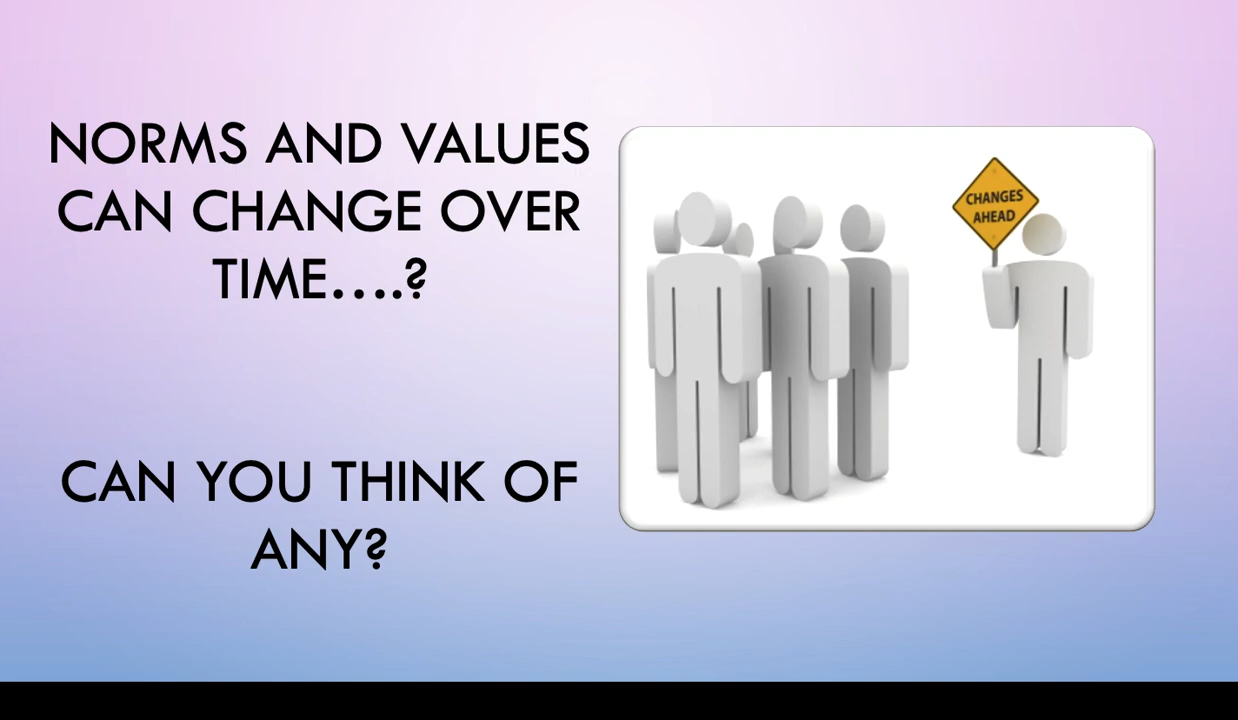 NORMS AND VALUES
CAN CHANGE OVER
TIME….?
CAN YOU THINK OF
ANY?
CHANGES
AHEAD